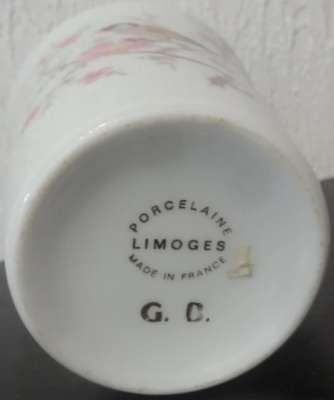 PORCELAINE
LIMOGES
MADE IN FRANCE
G. D.